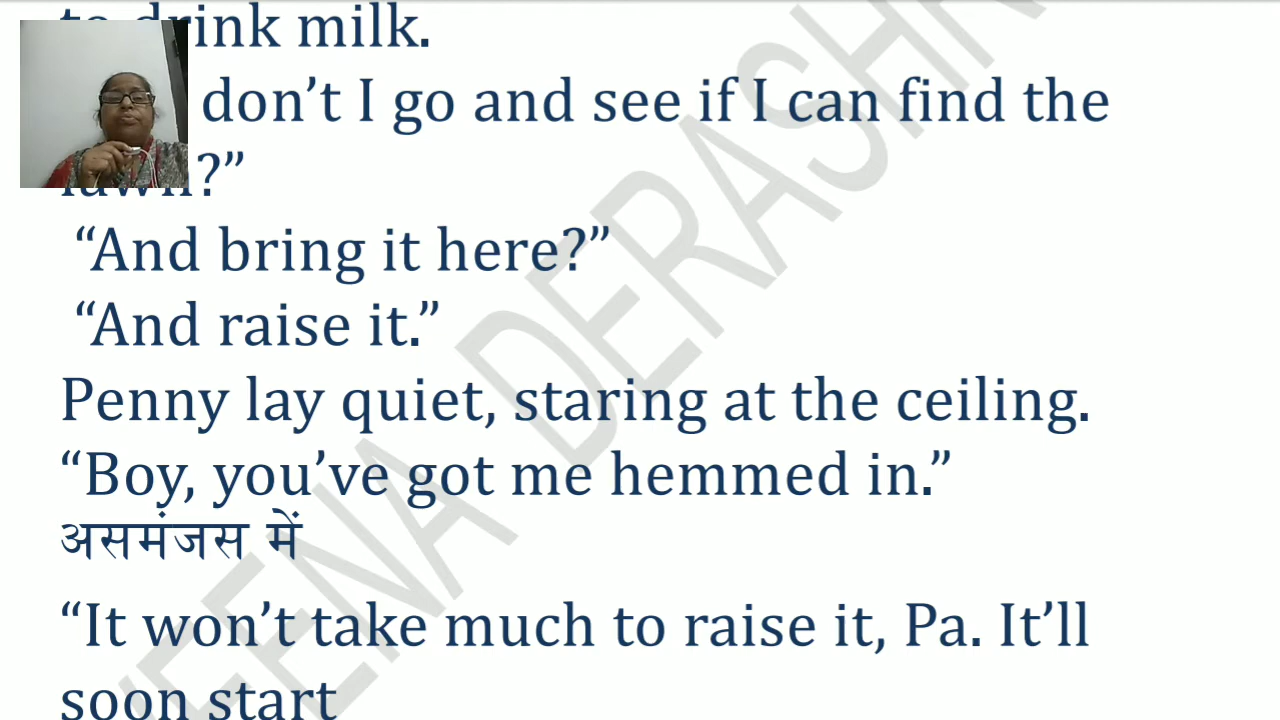 to drink milk.
don’t I go and see if I can find the
?”
“And bring it here?”
“And raise it.”
Penny lay quiet, staring at the ceiling.
“Boy, you’ve got me hemmed in.”
असमंजस में
“It won’t take much to raise it, Pa. It’ll
soon start